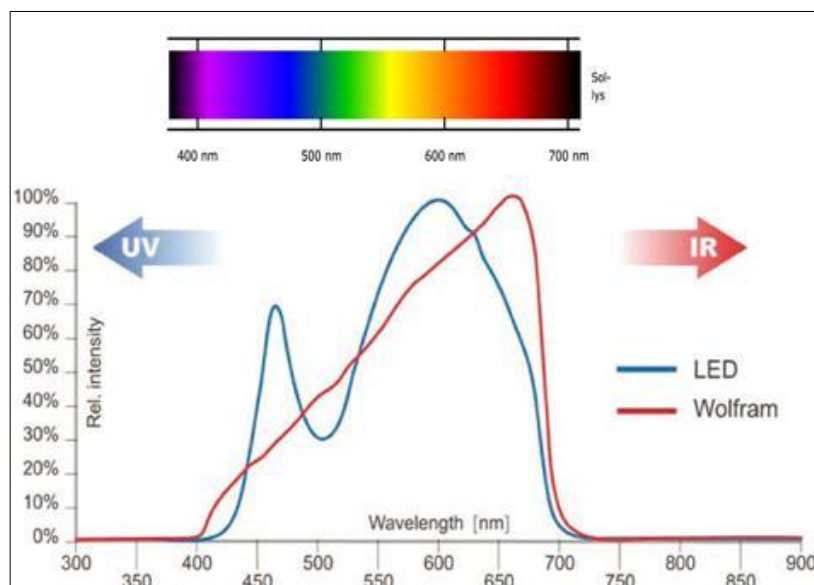 Sol-
lys
400 nm 500 nm 600 nm 700 nm
100%
90%
80%
70%
60%
50%
40%
30%
20%
10%
0%
Rel. intensity
UV
IR
LED
Wolfram
Wavelength [nm]
300 400 500 600 700 800 900
350 450 550 650 750 850